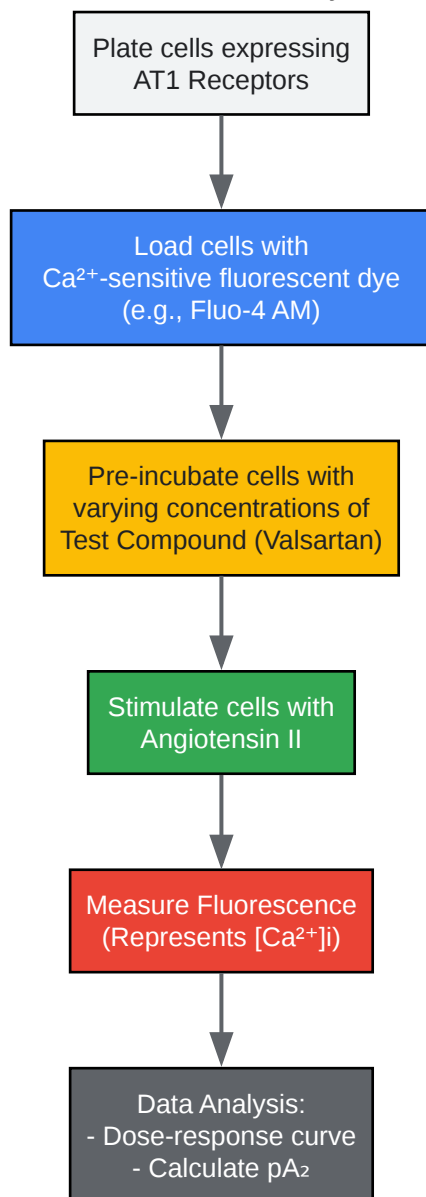 Plate cells expressing
AT1 Receptors
Load cells with
Ca²⁺-sensitive fluorescent dye
(e.g., Fluo-4 AM)
Pre-incubate cells with
varying concentrations of
Test Compound (Valsartan)
Stimulate cells with
Angiotensin II
Measure Fluorescence
(Represents [Ca²⁺]i)
Data Analysis:
- Dose-response curve
- Calculate pA₂